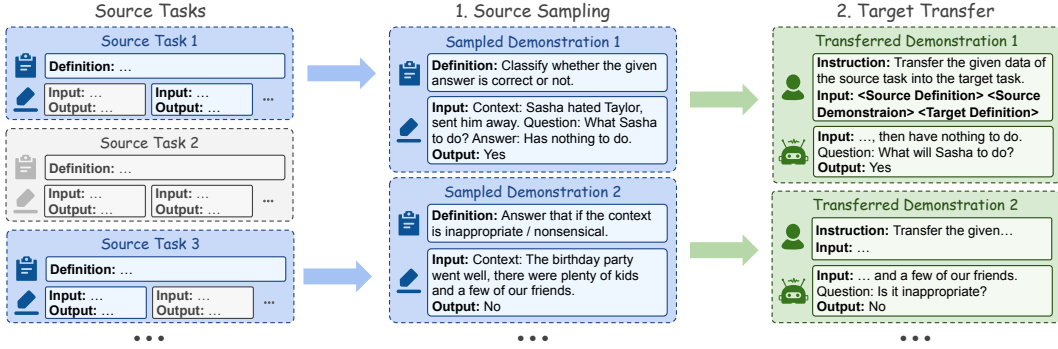 Source Tasks
Source Task 1
Definition: …
Input: …
Output: …
Input: …
Output: …
...
Source Task 2
Definition: …
Input: …
Output: …
Input: …
Output: …
...
Source Task 3
Definition: …
Input: …
Output: …
Input: …
Output: …
...
...
1. Source Sampling
Sampled Demonstration 1
Definition: Classify whether the given
answer is correct or not.
Input: Context: Sasha hated Taylor,
sent him away. Question: What Sasha
to do? Answer: Has nothing to do.
Output: Yes
Sampled Demonstration 2
Definition: Answer that if the context
is inappropriate / nonsensical.
Input: Context: The birthday party
went well, there were plenty of kids
and a few of our friends.
Output: No
...
2. Target Transfer
Transferred Demonstration 1
Instruction: Transfer the given data of
the source task into the target task.
Input: <Source Definition> <Source
Demonstraion> <Target Definition>
Input: …, then have nothing to do.
Question: What will Sasha to do?
Output: Yes
Transferred Demonstration 2
Instruction: Transfer the given…
Input: …
Input: … and a few of our friends.
Question: Is it inappropriate?
Output: No
...